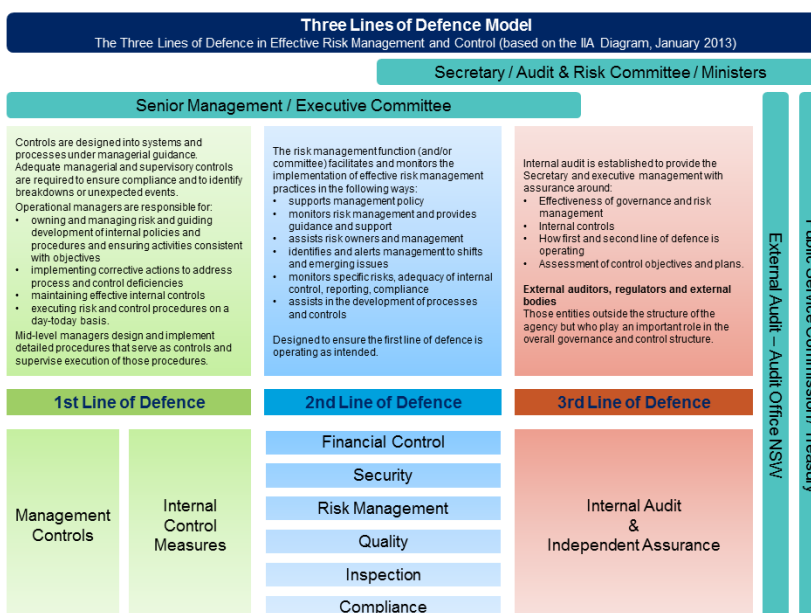 Three Lines of Defence Model
The Three Lines of Defence in Effective Risk Management and Control (based on the IIA Diagram, January 2013)
Secretary / Audit & Risk Committee / Ministers
Senior Management / Executive Committee
Controls are designed into systems and
processes under managerial guidance.
Adequate managerial and supervisory controls
are required to ensure compliance and to identify
breakdowns or unexpected events.
Operational managers are responsible for:
• owning and managing risk and guiding
development of internal policies and
procedures and ensuring activities consistent
with objectives
• implementing corrective actions to address
process and control deficiencies
• maintaining effective internal controls
• executing risk and control procedures on a
day-today basis.
Mid-level managers design and implement
detailed procedures that serve as controls and
supervise execution of those procedures.
The risk management function (and/or
committee) facilitates and monitors the
implementation of effective risk management
practices in the following ways:
• supports management policy
• monitors risk management and provides
guidance and support
• assists risk owners and management
• identifies and alerts management to shifts
and emerging issues
• monitors specific risks, adequacy of internal
control, reporting, compliance
• assists in the development of processes
and controls
Designed to ensure the first line of defence is
operating as intended.
Internal audit is established to provide the
Secretary and executive management with
assurance around:
• Effectiveness of governance and risk
management
• Internal controls
• How first and second line of defence is
operating
• Assessment of control objectives and plans.
External auditors, regulators and external
bodies
Those entities outside the structure of the
agency but who play an important role in the
overall governance and control structure.
1st Line of Defence
2nd Line of Defence
3rd Line of Defence
Management
Controls
Internal
Control
Measures
Financial Control
Security
Risk Management
Quality
Inspection
Compliance
Internal Audit
&
Independent Assurance
External Audit – Audit Office NSW
Public Service Commission / Treasury